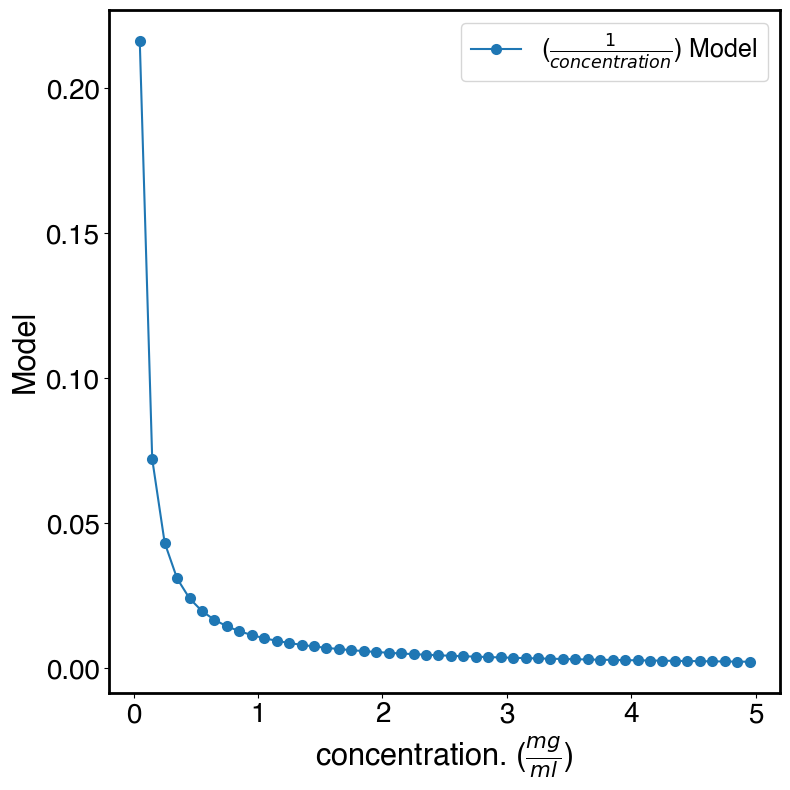 (1/concentration) Model
0.20
0.15
0.10
0.05
0.00
Model
0 1 2 3 4 5
concentration. (mg/ml)